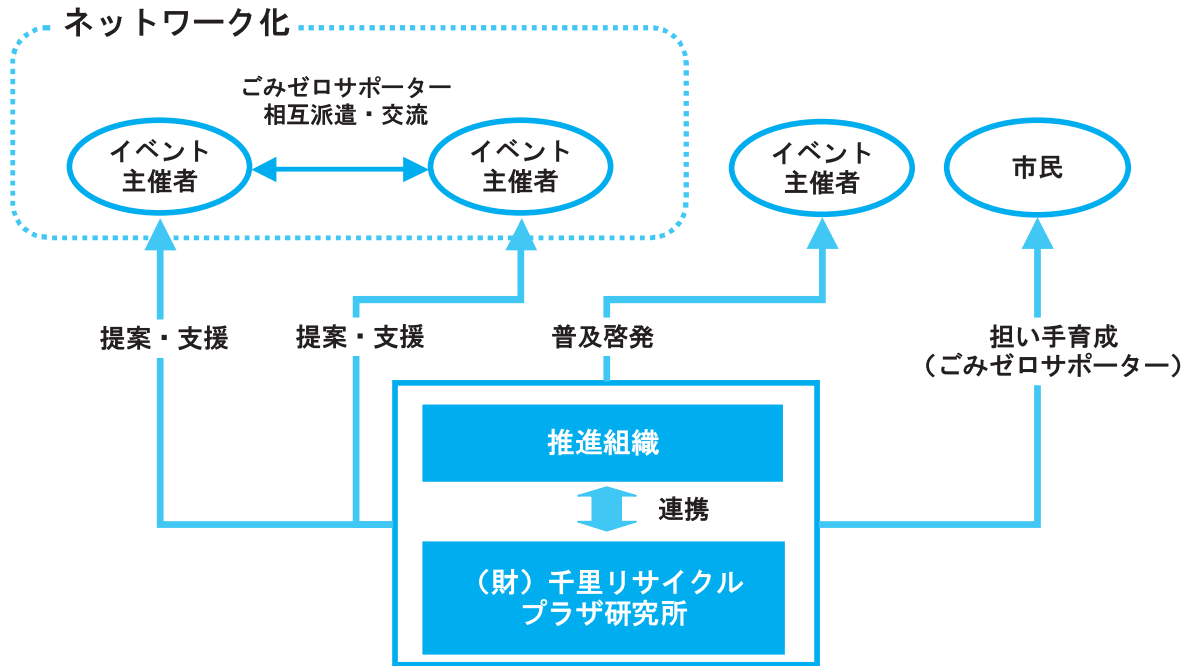 ネットワーク化
ごみゼロサポーター
相互派遣・交流
イベント
主催者
イベント
主催者
イベント
主催者
市民
提案・支援
提案・支援
普及啓発
担い手育成
（ごみゼロサポーター）
推進組織
連携
（財）千里リサイクル
プラザ研究所